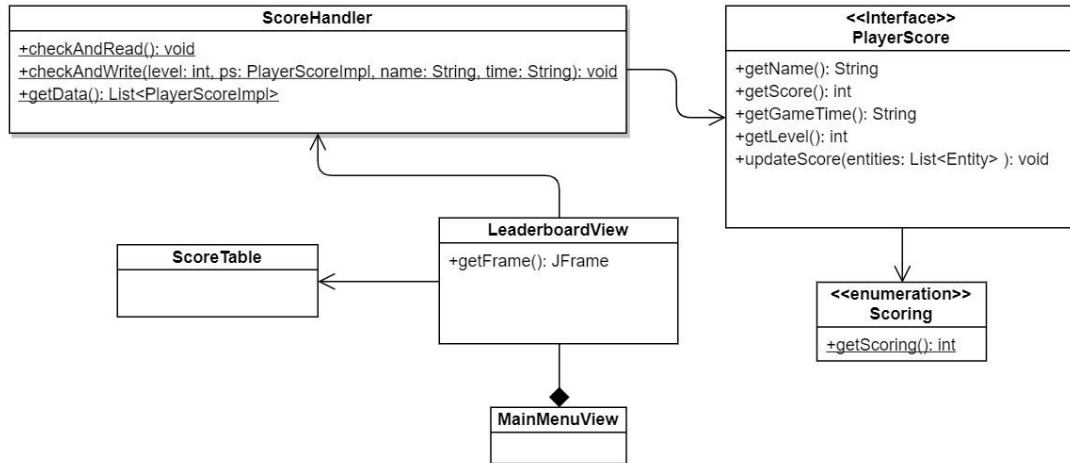 ScoreHandler
+checkAndRead(): void
+checkAndWrite(level: int, ps: PlayerScoreImpl, name: String, time: String): void
+getData(): List<PlayerScoreImpl>
<<Interface>>
PlayerScore
+getName(): String
+getScore(): int
+getGameTime(): String
+getLevel(): int
+updateScore(entities: List<Entity> ): void
LeaderboardView
+getFrame(): JFrame
ScoreTable
<<enumeration>>
Scoring
+getScoring(): int
MainMenuView